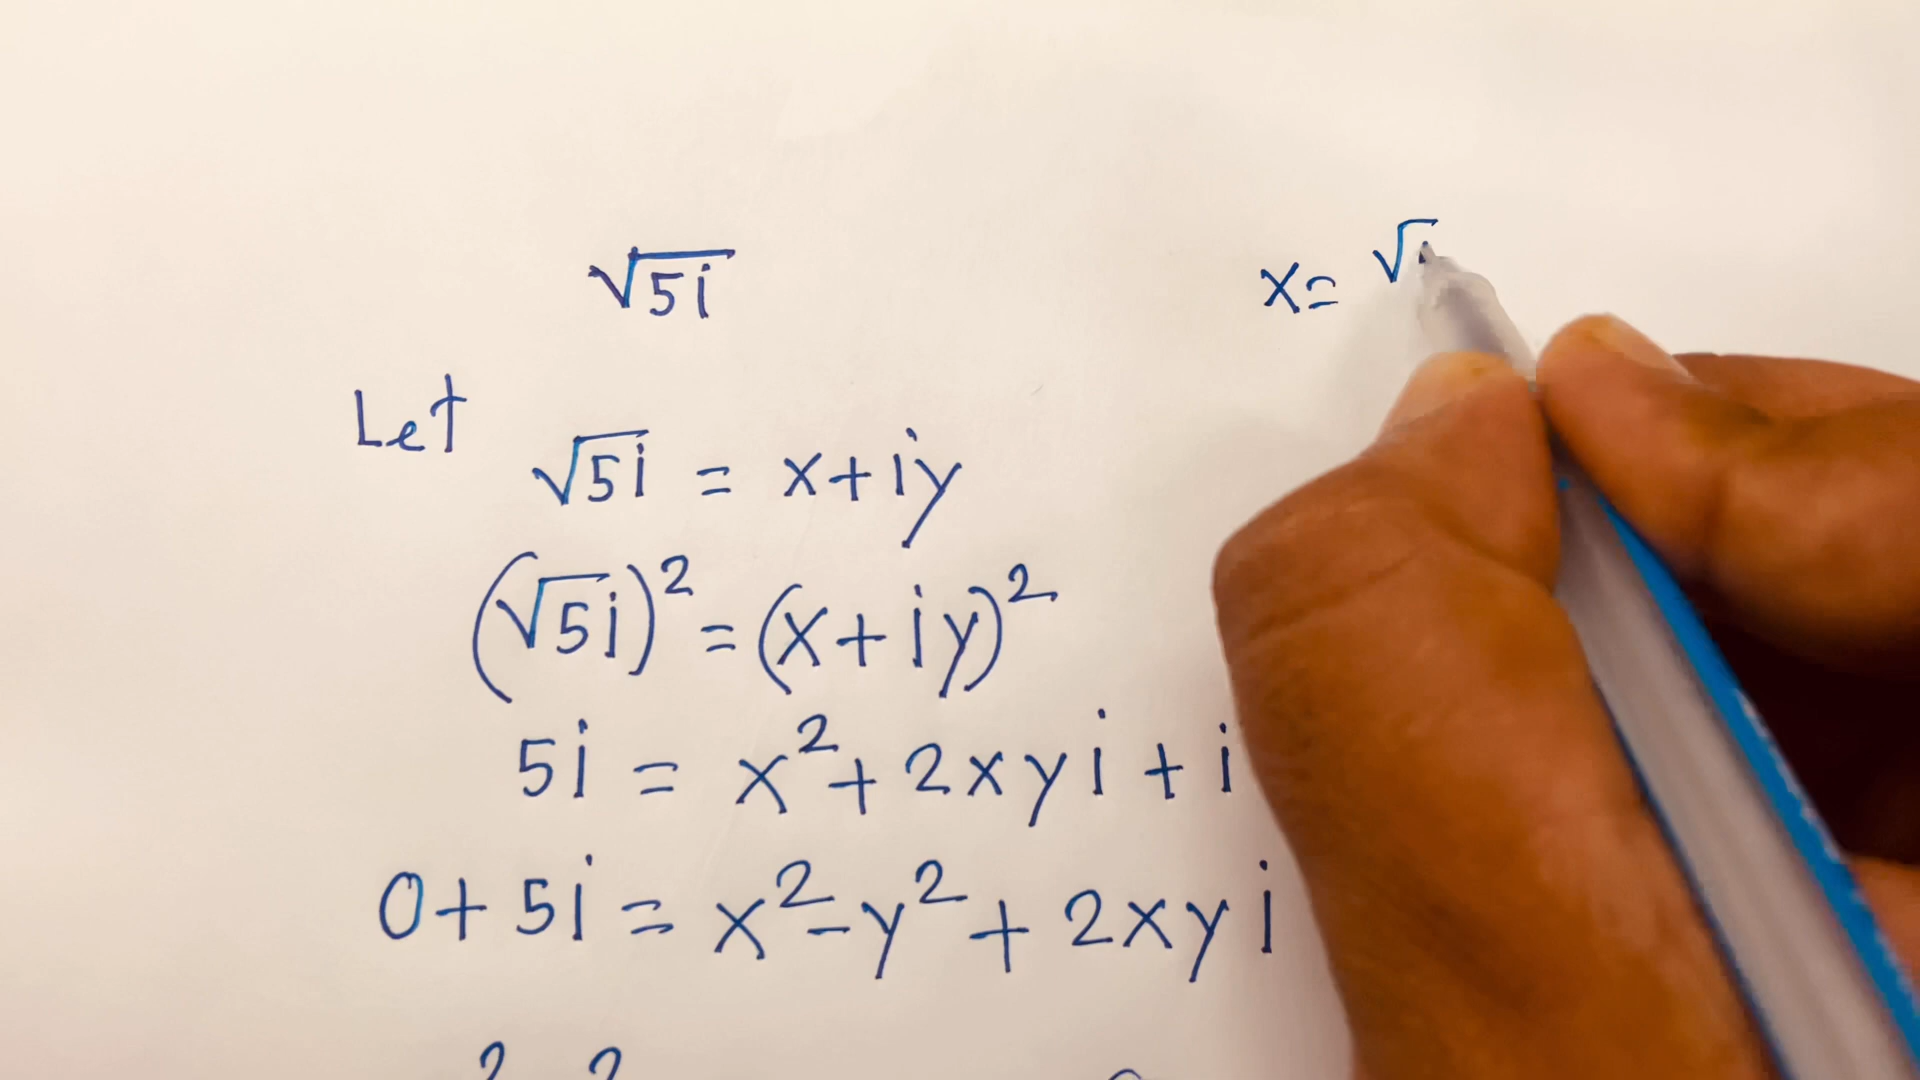 √5i
x= √
Let
√5i = x+iy
(√5i)² = (x+iy)²
5i = x²+2xyi+i
0+5i = x²-y²+2xyi